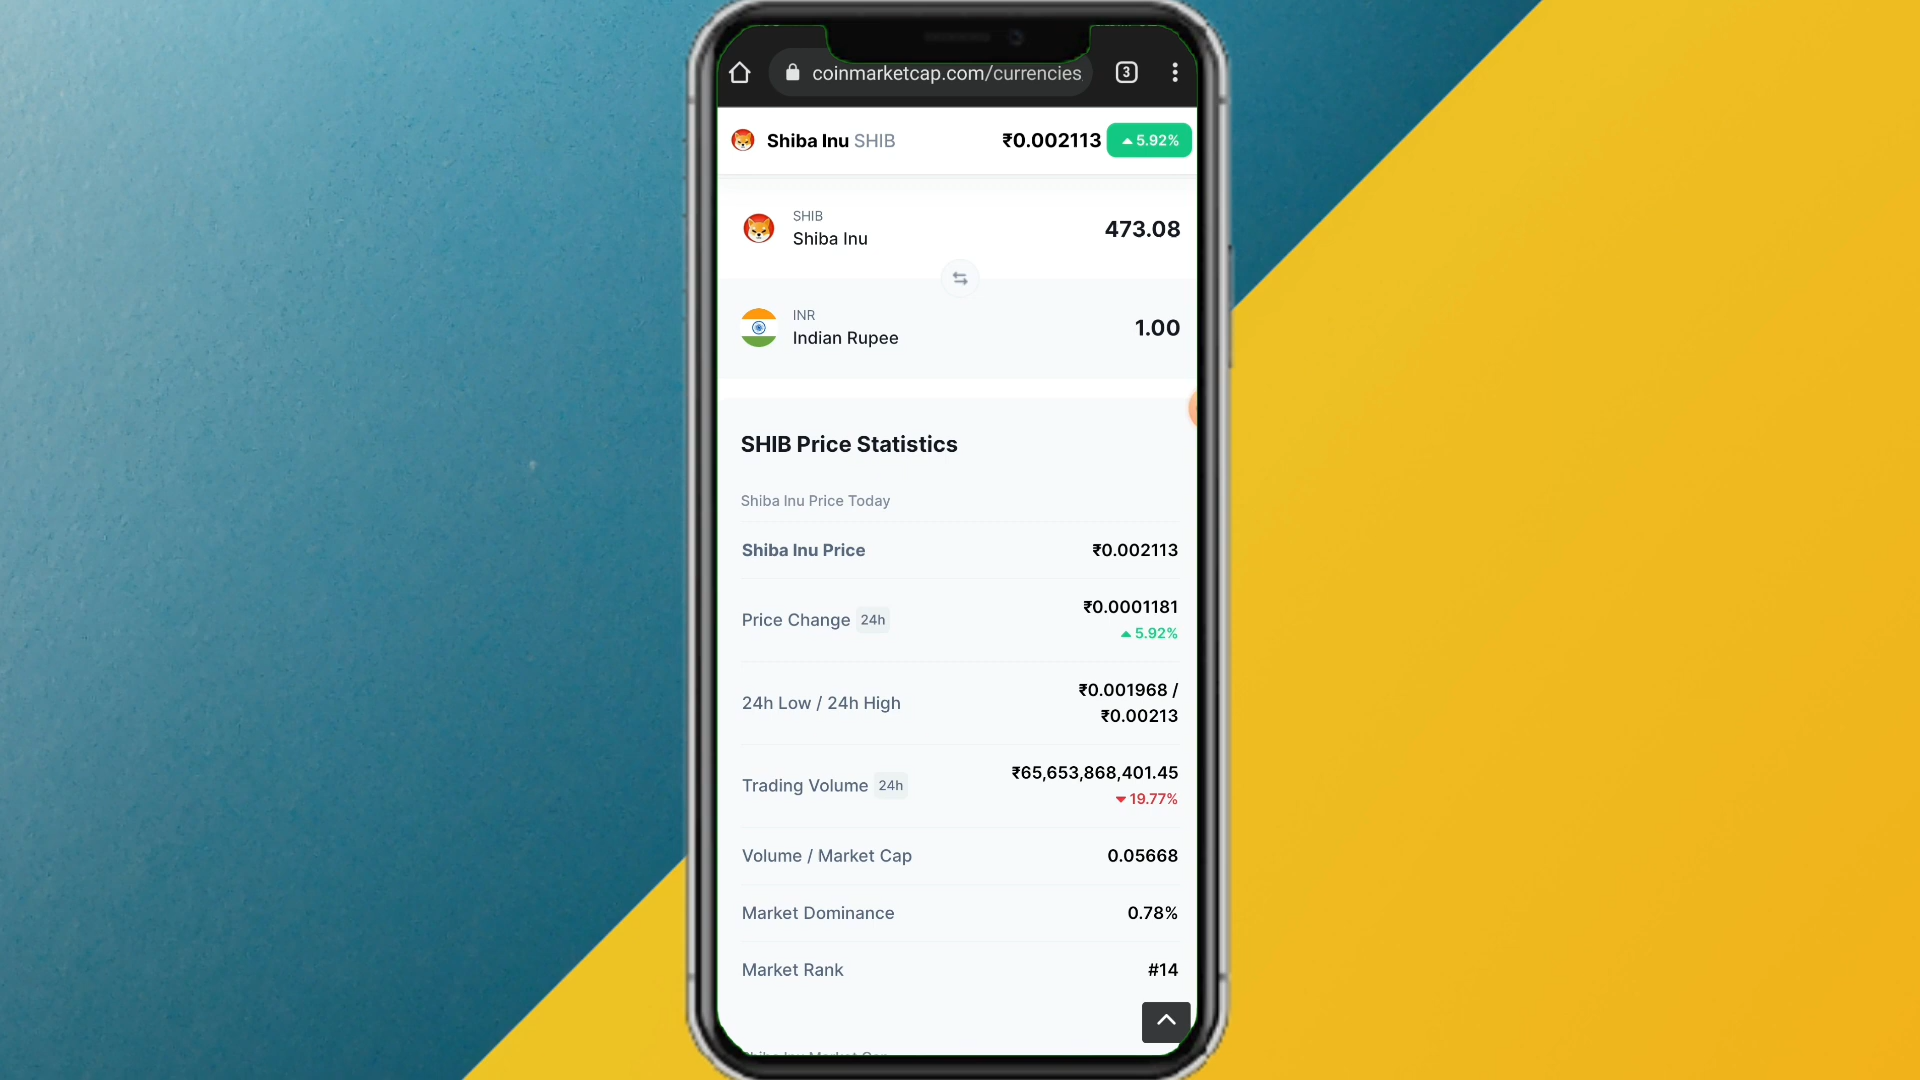 coinmarketcap.com/currencies
3
Shiba Inu SHIB ₹0.002113 5.92%
SHIB
Shiba Inu 473.08
INR
Indian Rupee 1.00
SHIB Price Statistics
Shiba Inu Price Today
Shiba Inu Price ₹0.002113
Price Change 24h ₹0.0001181
5.92%
24h Low / 24h High ₹0.001968 /
₹0.00213
Trading Volume 24h ₹65,653,868,401.45
19.77%
Volume / Market Cap 0.05668
Market Dominance 0.78%
Market Rank #14